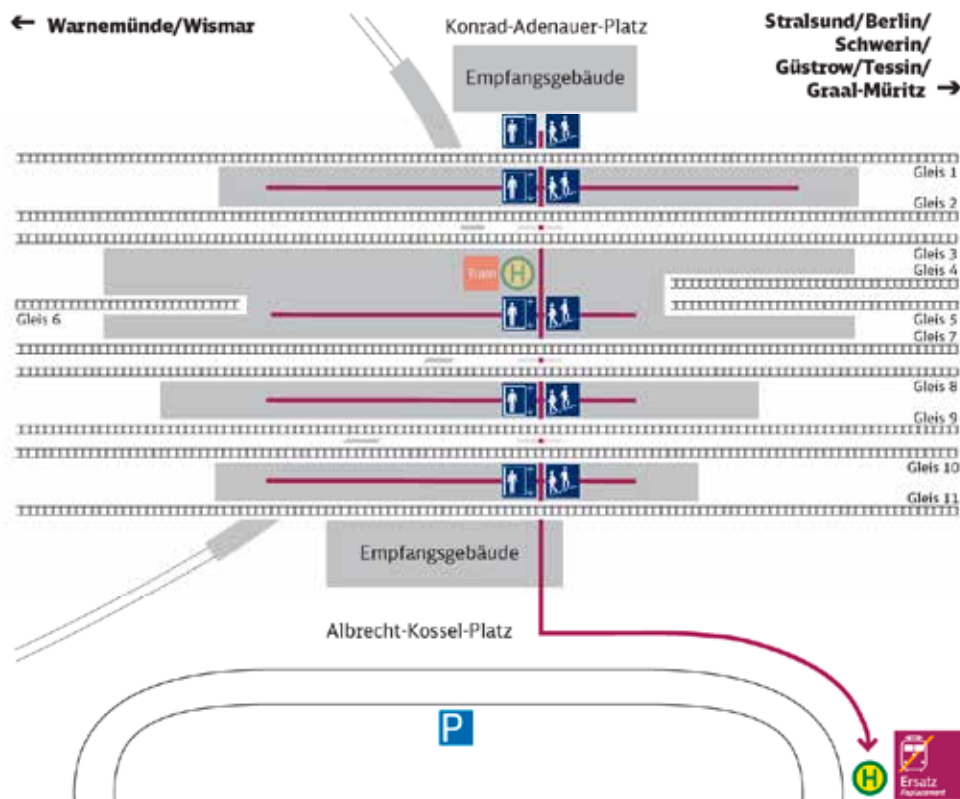 ← Warnemünde/Wismar
Konrad-Adenauer-Platz
Stralsund/Berlin/
Schwerin/
Güstrow/Tessin/
Graal-Müritz →
Empfangsgebäude
Gleis 1
Gleis 2
Gleis 3
Gleis 4
Tram
H
Gleis 6
Gleis 5
Gleis 7
Gleis 8
Gleis 9
Gleis 10
Gleis 11
Empfangsgebäude
Albrecht-Kossel-Platz
P
H
Ersatz
Replacement